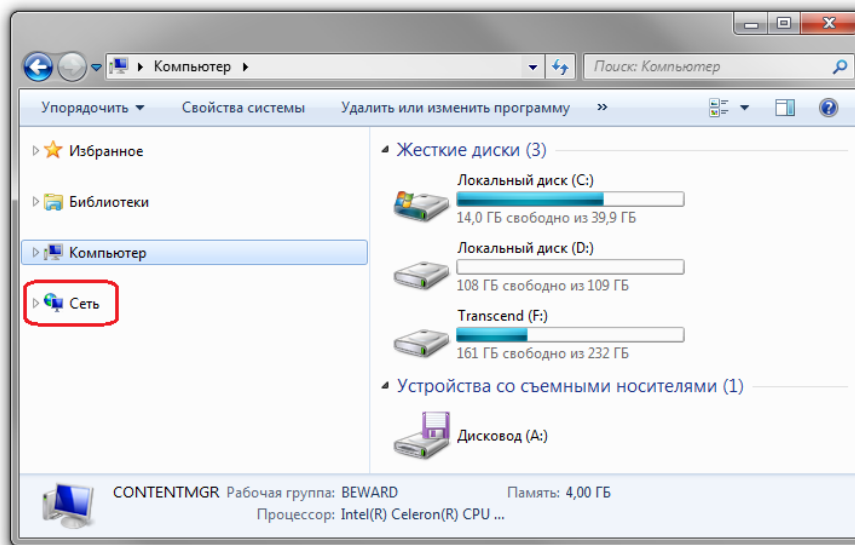 Компьютер
Поиск: Компьютер
Упорядочить Свойства системы Удалить или изменить программу »
Избранное
Библиотеки
Компьютер
Сеть
Жесткие диски (3)
Локальный диск (C:)
14,0 ГБ свободно из 39,9 ГБ
Локальный диск (D:)
108 ГБ свободно из 109 ГБ
Transcend (F:)
161 ГБ свободно из 232 ГБ
Устройства со съемными носителями (1)
Дисковод (A:)
CONTENTMGR Рабочая группа: BEWARD Память: 4,00 ГБ
Процессор: Intel(R) Celeron(R) CPU ...